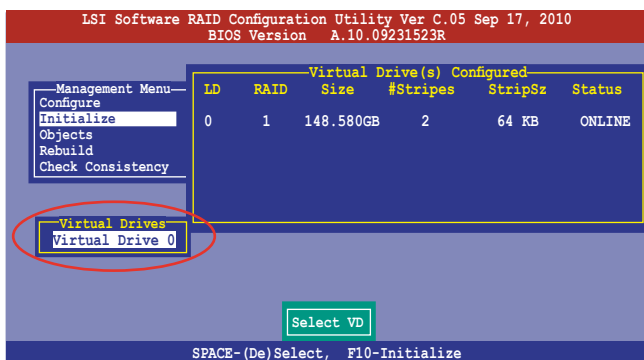 LSI Software RAID Configuration Utility Ver C.05 Sep 17, 2010
BIOS Version A.10.09231523R
Virtual Drive(s) Configured
LD RAID Size #Stripes StripSz Status
0 1 148.580GB 2 64 KB ONLINE
Management Menu
Configure
Initialize
Objects
Rebuild
Check Consistency
Virtual Drives
Virtual Drive 0
Select VD
SPACE-(De)Select, F10-Initialize